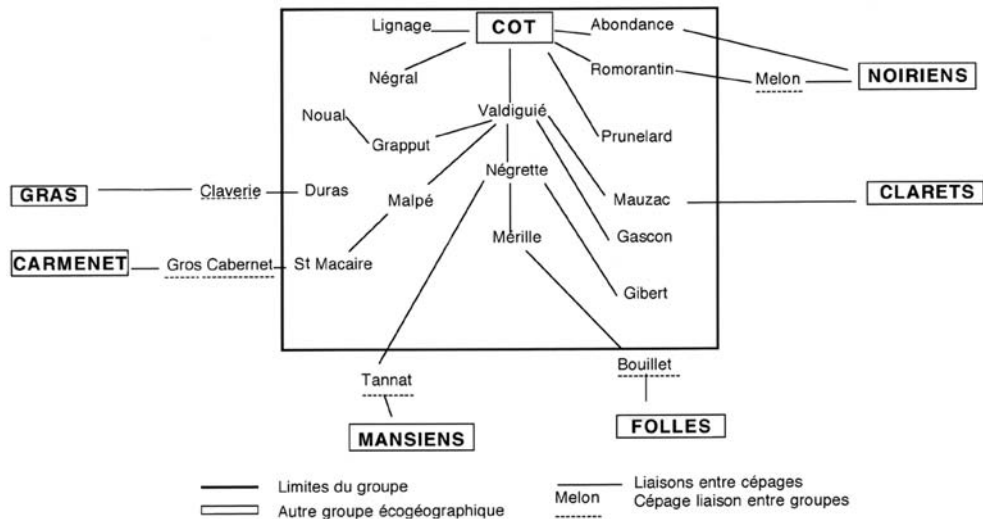 Lignage
COT
Abondance
Négral
Romorantin
Melon
NOIRIENS
Noual
Valdiguié
Prunelard
Grapput
Négrette
GRAS
Claverie
Duras
Malpé
Mauzac
CLARETS
Mérille
Gascon
CARMENET
Gros Cabernet
St Macaire
Gibert
Tannat
Bouillet
MANSIENS
FOLLES
Limites du groupe
Autre groupe écogéographique
Liaisons entre cépages
Melon
Cépage liaison entre groupes